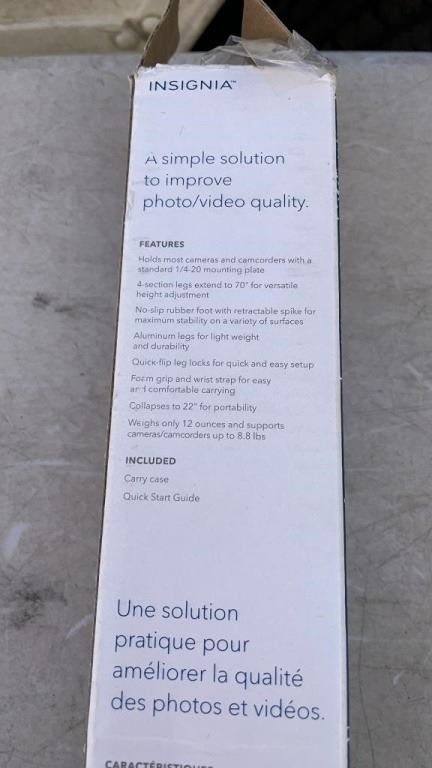 INSIGNIA™
A simple solution
to improve
photo/video quality.
FEATURES
Holds most cameras and camcorders with a
standard 1/4-20 mounting plate
4-section legs extend to 70" for versatile
height adjustment
No-slip rubber foot with retractable spike for
maximum stability on a variety of surfaces
Aluminum legs for light weight
and durability
Quick-flip leg locks for quick and easy setup
Foam grip and wrist strap for easy
and comfortable carrying
Collapses to 22" for portability
Weighs only 12 ounces and supports
cameras/camcorders up to 8.8 lbs
INCLUDED
Carry case
Quick Start Guide
Une solution
pratique pour
améliorer la qualité
des photos et vidéos.